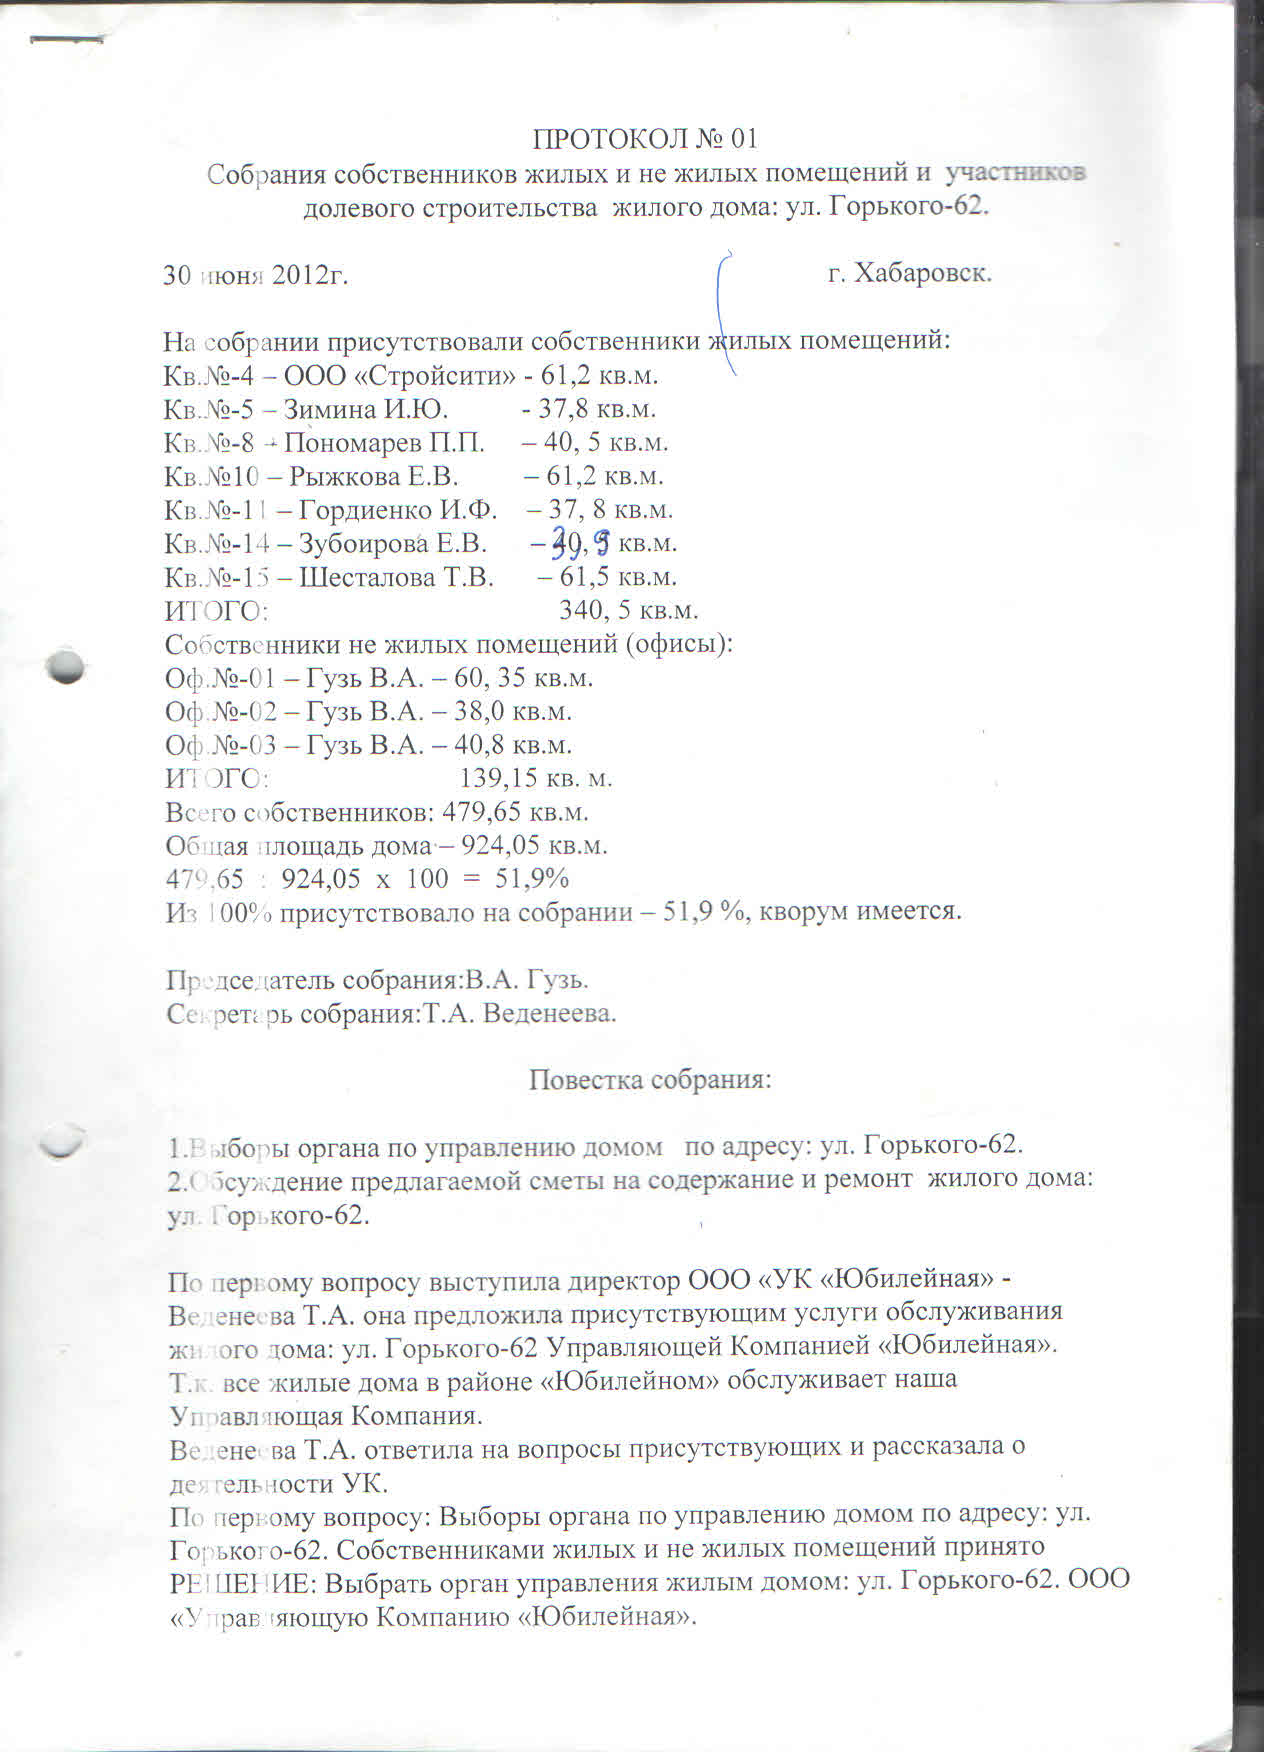 ПРОТОКОЛ № 01
Собрания собственников жилых и не жилых помещений и участников
долевого строительства жилого дома: ул. Горького-62.
30 июня 2012г. г. Хабаровск.
На собрании присутствовали собственники жилых помещений:
Кв.№-4 – ООО «Стройсити» - 61,2 кв.м.
Кв.№-5 – Зимина И.Ю. - 37,8 кв.м.
Кв.№-8 – Пономарев П.П. – 40, 5 кв.м.
Кв.№10 – Рыжкова Е.В. – 61,2 кв.м.
Кв.№-11 – Гордиенко И.Ф. – 37, 8 кв.м.
Кв.№-14 – Зубоирова Е.В. – кв.м.
Кв.№-15 – Шесталова Т.В. – 61,5 кв.м.
ИТОГО: 340, 5 кв.м.
Собственники не жилых помещений (офисы):
Оф.№-01 – Гузь В.А. – 60, 35 кв.м.
Оф.№-02 – Гузь В.А. – 38,0 кв.м.
Оф.№-03 – Гузь В.А. – 40,8 кв.м.
ИТОГО: 139,15 кв. м.
Всего собственников: 479,65 кв.м.
Общая площадь дома – 924,05 кв.м.
479,65 : 924,05 х 100 = 51,9%
Из 100% присутствовало на собрании – 51,9 %, кворум имеется.
Председатель собрания:В.А. Гузь.
Секретарь собрания:Т.А. Веденеева.
Повестка собрания:
1.Выборы органа по управлению домом по адресу: ул. Горького-62.
2.Обсуждение предлагаемой сметы на содержание и ремонт жилого дома:
ул. Горького-62.
По первому вопросу выступила директор ООО «УК «Юбилейная» -
Веденеева Т.А. она предложила присутствующим услуги обслуживания
жилого дома: ул. Горького-62 Управляющей Компанией «Юбилейная».
Т.к. все жилые дома в районе «Юбилейном» обслуживает наша
Управляющая Компания.
Веденеева Т.А. ответила на вопросы присутствующих и рассказала о
деятельности УК.
По первому вопросу: Выборы органа по управлению домом по адресу: ул.
Горького-62. Собственниками жилых и не жилых помещений принято
РЕШЕНИЕ: Выбрать орган управления жилым домом: ул. Горького-62. ООО
«Управляющую Компанию «Юбилейная».